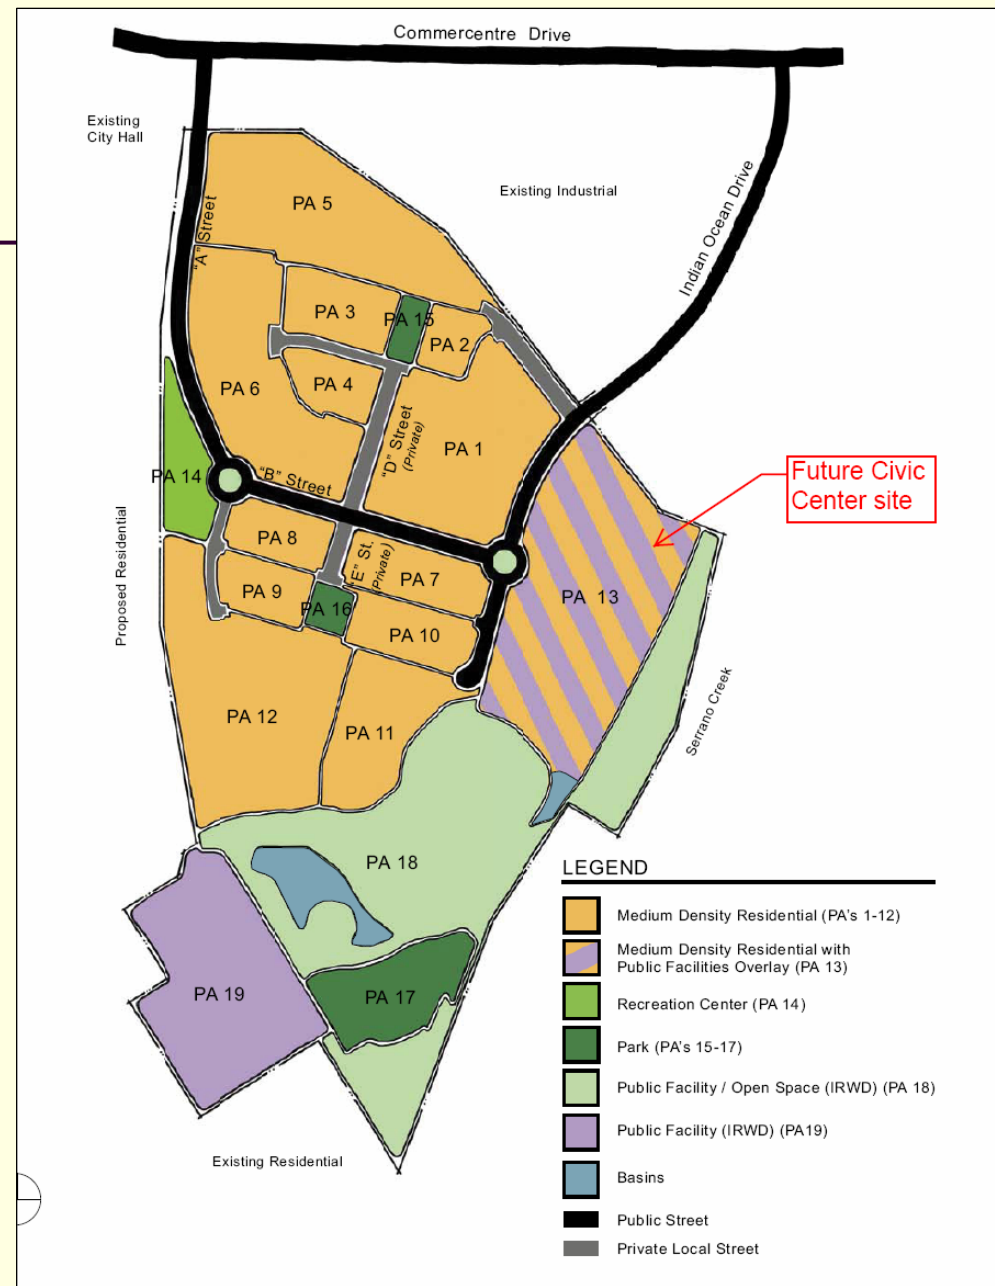 Commercentre Drive
Existing
City Hall
Existing Industrial
Indian Ocean Drive
"A" Street
PA 5
PA 3
PA 15
PA 2
PA 4
PA 6
"D" Street
(Private)
PA 1
PA 14
"B" Street
Future Civic
Center site
Proposed Residential
PA 8
"E" St.
(Private)
PA 7
PA 9
PA 16
PA 10
PA 13
PA 12
PA 11
Serrano Creek
PA 18
PA 19
PA 17
Existing Residential
LEGEND
Medium Density Residential (PA's 1-12)
Medium Density Residential with
Public Facilities Overlay (PA 13)
Recreation Center (PA 14)
Park (PA's 15-17)
Public Facility / Open Space (IRWD) (PA 18)
Public Facility (IRWD) (PA19)
Basins
Public Street
Private Local Street